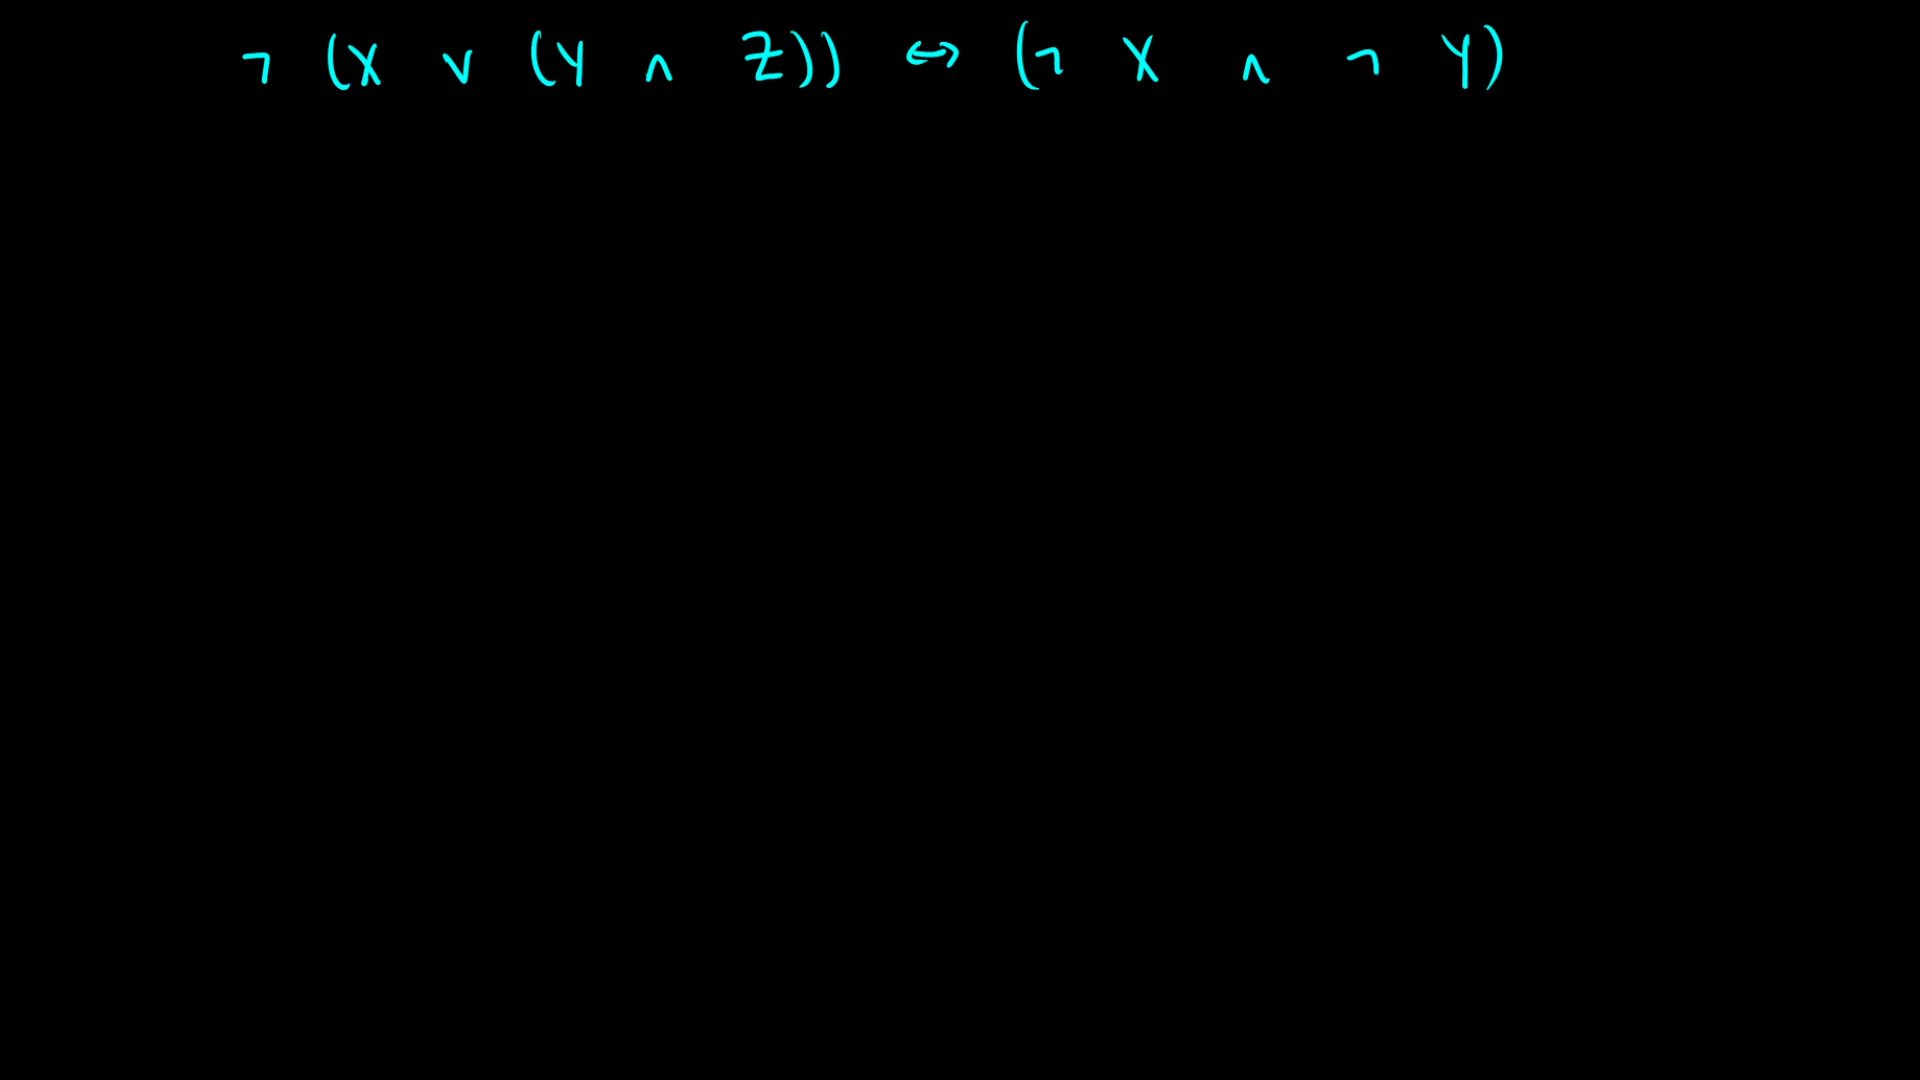 ¬ (X ∨ (Y ∧ Z)) ↔ (¬ X ∧ ¬ Y)